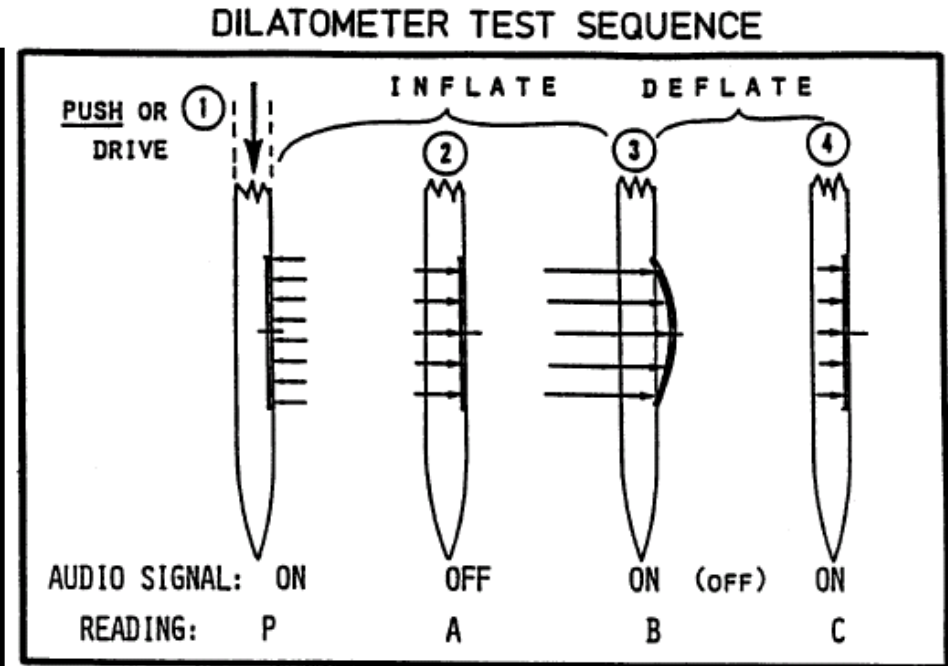 DILATOMETER TEST SEQUENCE
INFLATE DEFLATE
PUSH OR 1
DRIVE
2 3 4
AUDIO SIGNAL: ON OFF ON (OFF) ON
READING: P A B C